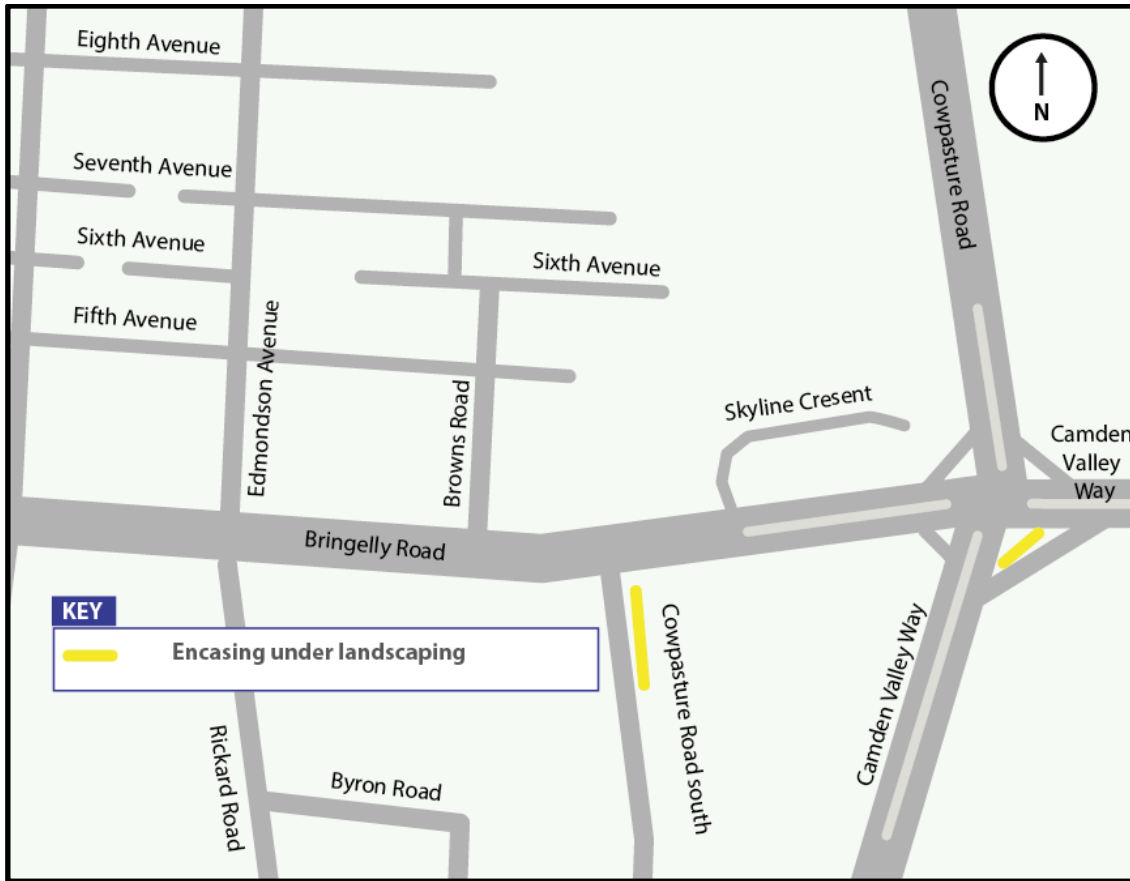 Eighth Avenue
Cowpasture Road
N
Seventh Avenue
Sixth Avenue
Sixth Avenue
Fifth Avenue
Edmondson Avenue
Browns Road
Skyline Cresent
Camden
Valley
Way
Bringelly Road
KEY
Encasing under landscaping
Cowpasture Road south
Camden Valley Way
Rickard Road
Byron Road